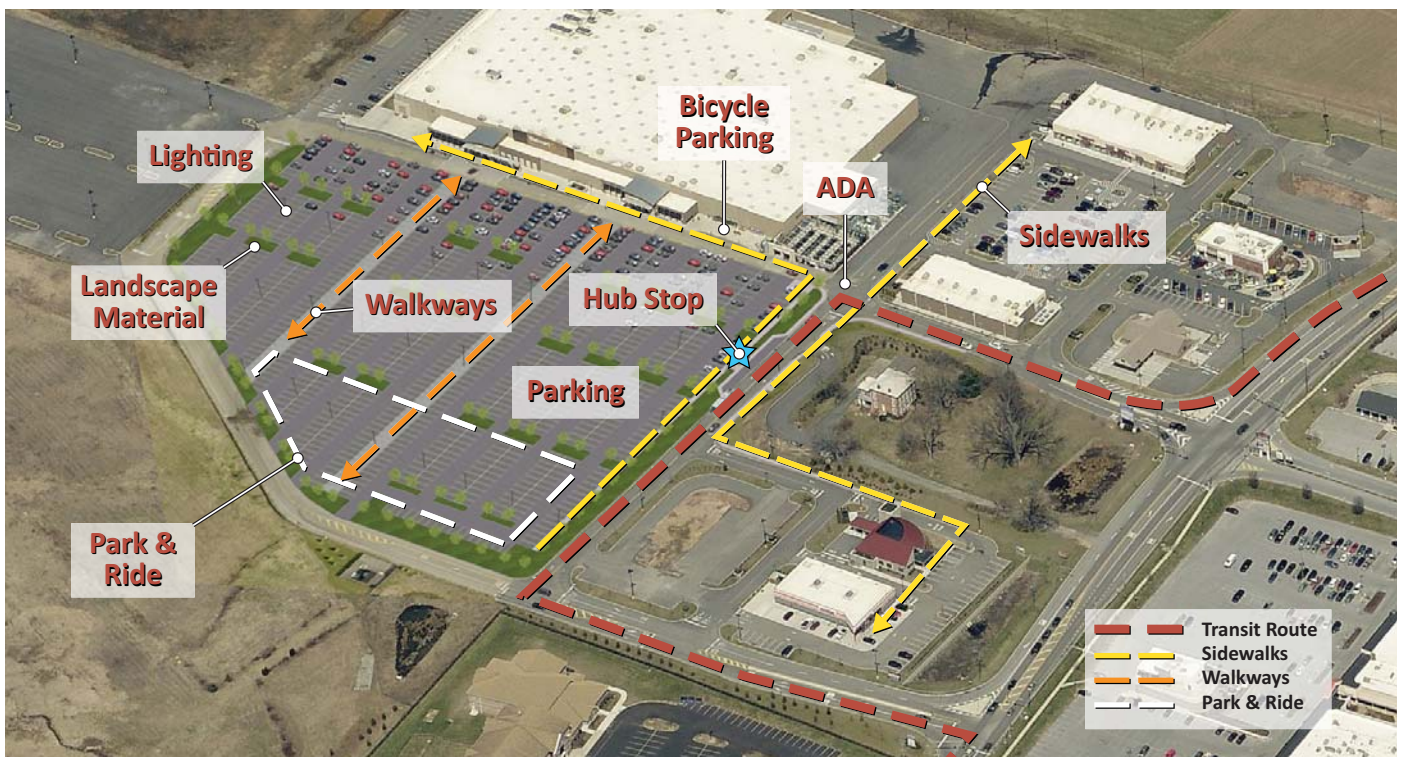 Bicycle
Parking
Lighting
ADA
Sidewalks
Landscape
Material
Walkways
Hub Stop
Parking
Park &
Ride
Transit Route
Sidewalks
Walkways
Park & Ride